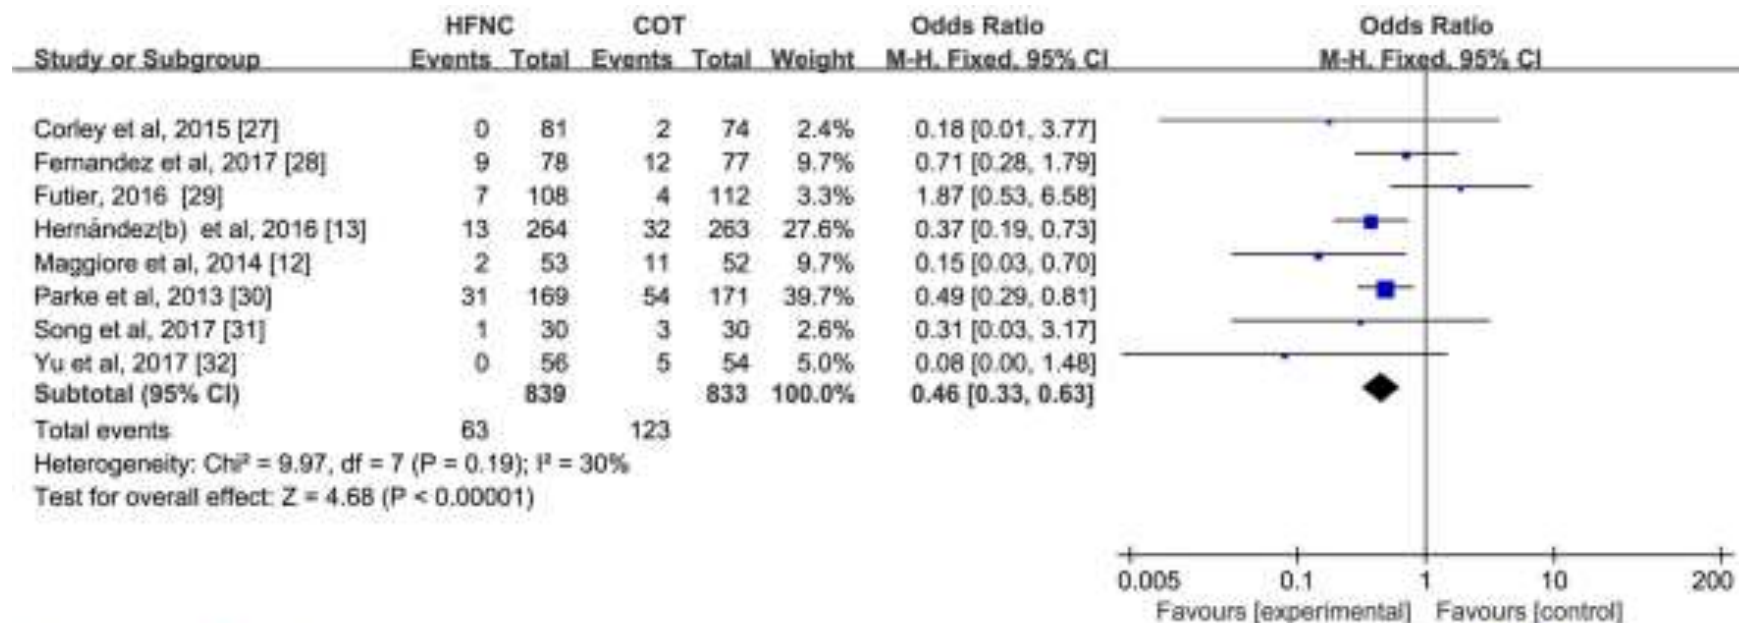 HFNC COT Odds Ratio Odds Ratio
Study or Subgroup Events Total Events Total Weight M-H, Fixed, 95% CI M-H, Fixed, 95% CI
Corley et al, 2015 [27] 0 81 2 74 2.4% 0.18 [0.01, 3.77]
Fernandez et al, 2017 [28] 9 78 12 77 9.7% 0.71 [0.28, 1.79]
Futier, 2016 [29] 7 108 4 112 3.3% 1.87 [0.53, 6.58]
Hernández(b) et al, 2016 [13] 13 264 32 263 27.6% 0.37 [0.19, 0.73]
Maggiore et al, 2014 [12] 2 53 11 52 9.7% 0.15 [0.03, 0.70]
Parke et al, 2013 [30] 31 169 54 171 39.7% 0.49 [0.29, 0.81]
Song et al, 2017 [31] 1 30 3 30 2.6% 0.31 [0.03, 3.17]
Yu et al, 2017 [32] 0 56 5 54 5.0% 0.08 [0.00, 1.48]
Subtotal (95% CI) 839 833 100.0% 0.46 [0.33, 0.63]
Total events 63 123
Heterogeneity: Chi² = 9.97, df = 7 (P = 0.19); I² = 30%
Test for overall effect: Z = 4.68 (P < 0.00001)
0.005 0.1 1 10 200
Favours [experimental] Favours [control]